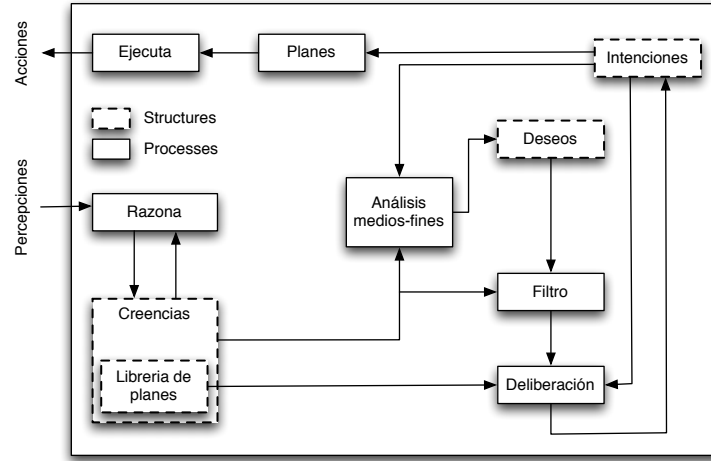 Acciones
Ejecuta
Planes
Intenciones
Structures
Processes
Deseos
Percepciones
Razona
Análisis
medios-fines
Creencias
Filtro
Libreria de
planes
Deliberación